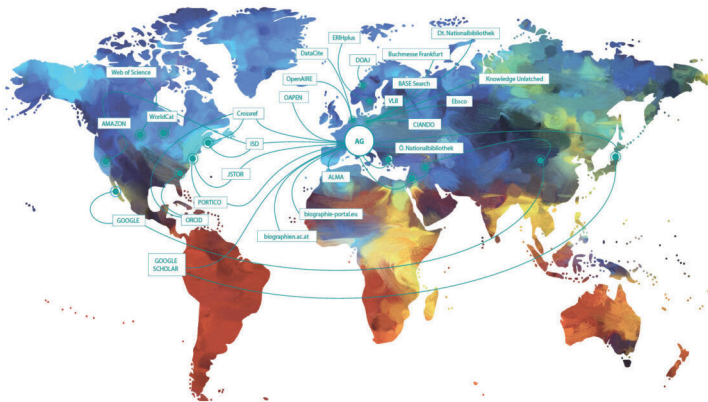 Dt. Nationalbibliothek
ERIHplus
DataCite
DOAJ
Buchmesse Frankfurt
Web of Science
OpenAIRE
BASE Search
Knowledge Unlatched
OAPEN
VLB
Ebsco
Crossref
WorldCat
AMAZON
CIANDO
AG
ISD
Ö. Nationalbibliothek
JSTOR
ALMA
PORTICO
biographie-portal.eu
GOOGLE
ORCID
biographien.ac.at
GOOGLE
SCHOLAR